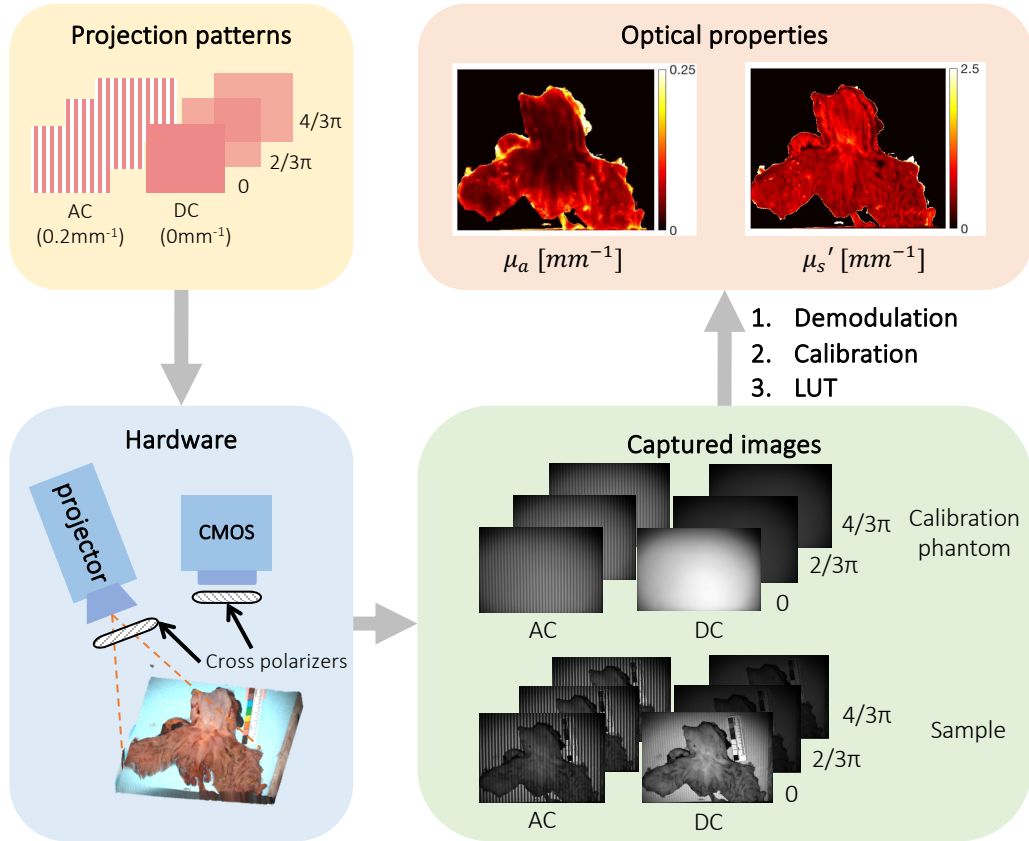 Projection patterns
4/3π
2/3π
0
AC
DC
(0.2mm⁻¹)
(0mm⁻¹)
Optical properties
0.25
0
2.5
0
μₐ [mm⁻¹]
μₛ′ [mm⁻¹]
1. Demodulation
2. Calibration
3. LUT
Hardware
projector
CMOS
Cross polarizers
Captured images
4/3π
2/3π
0
Calibration
phantom
AC
DC
4/3π
2/3π
0
Sample
AC
DC